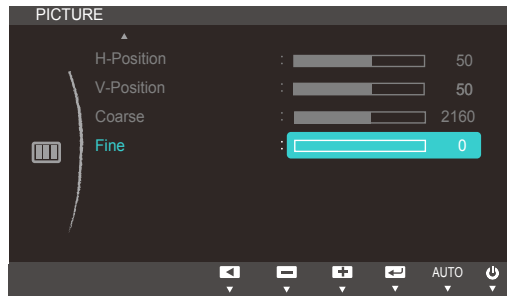 PICTURE
H-Position : 50
V-Position : 50
Coarse : 2160
Fine : 0
AUTO